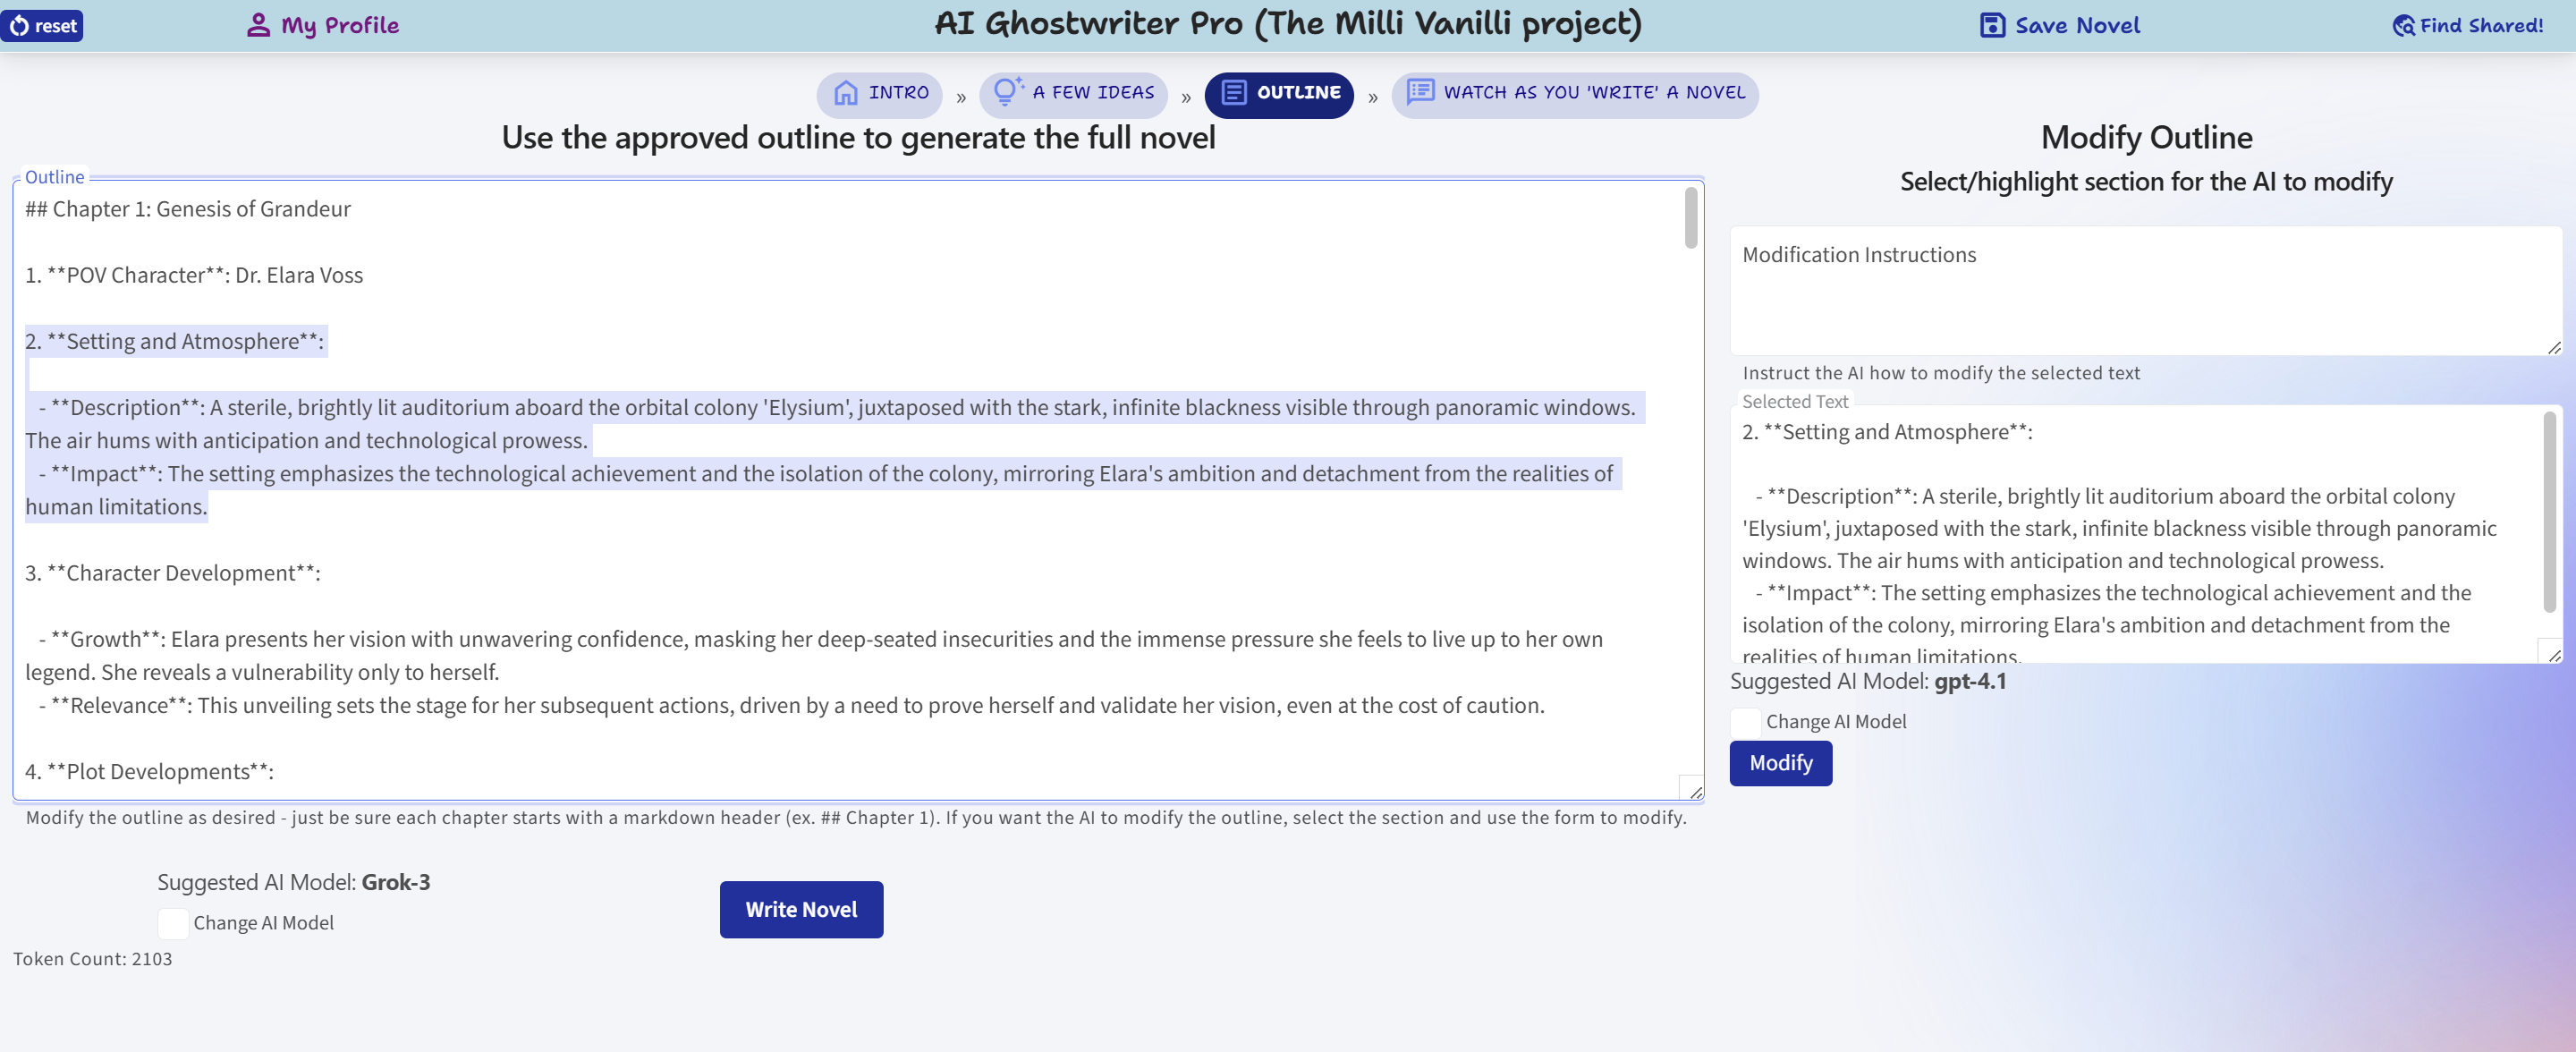 reset
My Profile
AI Ghostwriter Pro (The Milli Vanilli project)
Save Novel
Find Shared!
INTRO » A FEW IDEAS » OUTLINE » WATCH AS YOU 'WRITE' A NOVEL
Use the approved outline to generate the full novel
Outline
## Chapter 1: Genesis of Grandeur
1. **POV Character**: Dr. Elara Voss
2. **Setting and Atmosphere**:
- **Description**: A sterile, brightly lit auditorium aboard the orbital colony 'Elysium', juxtaposed with the stark, infinite blackness visible through panoramic windows.
The air hums with anticipation and technological prowess.
- **Impact**: The setting emphasizes the technological achievement and the isolation of the colony, mirroring Elara's ambition and detachment from the realities of
human limitations.
3. **Character Development**:
- **Growth**: Elara presents her vision with unwavering confidence, masking her deep-seated insecurities and the immense pressure she feels to live up to her own
legend. She reveals a vulnerability only to herself.
- **Relevance**: This unveiling sets the stage for her subsequent actions, driven by a need to prove herself and validate her vision, even at the cost of caution.
4. **Plot Developments**:
Modify the outline as desired - just be sure each chapter starts with a markdown header (ex. ## Chapter 1). If you want the AI to modify the outline, select the section and use the form to modify.
Suggested AI Model: Grok-3
Change AI Model
Write Novel
Token Count: 2103
Modify Outline
Select/highlight section for the AI to modify
Modification Instructions
Instruct the AI how to modify the selected text
Selected Text
2. **Setting and Atmosphere**:
- **Description**: A sterile, brightly lit auditorium aboard the orbital colony
'Elysium', juxtaposed with the stark, infinite blackness visible through panoramic
windows. The air hums with anticipation and technological prowess.
- **Impact**: The setting emphasizes the technological achievement and the
isolation of the colony, mirroring Elara's ambition and detachment from the
realities of human limitations.
Suggested AI Model: gpt-4.1
Change AI Model
Modify